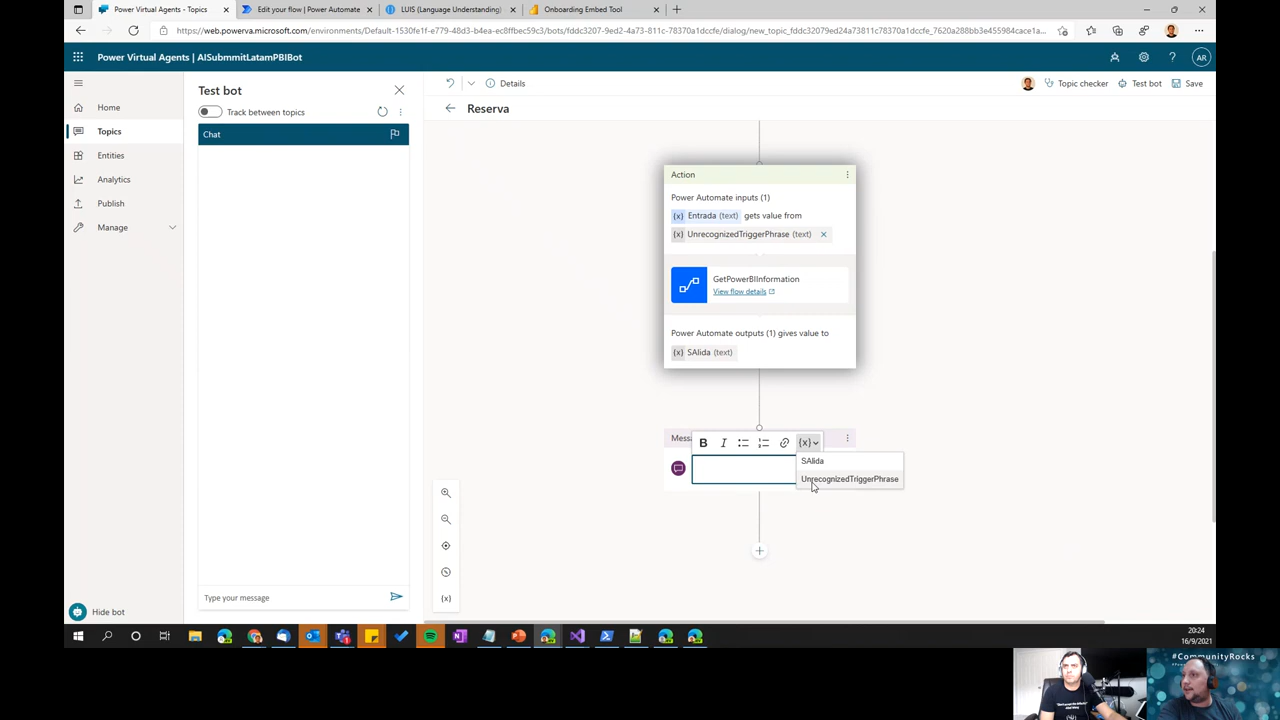 Power Virtual Agents - Topics
Edit your flow | Power Automate
LUIS (Language Understanding)
Onboarding Embed Tool
Power Virtual Agents | AISubmmitLatamPBIBot
AR
Home
Topics
Entities
Analytics
Publish
Manage
Hide bot
Test bot
Track between topics
Chat
Type your message
Details
Topic checker
Test bot
Save
Reserva
Action
Power Automate inputs (1)
{x} Entrada (text) gets value from
{x} UnrecognizedTriggerPhrase (text)
GetPowerBIInformation
View flow details
Power Automate outputs (1) gives value to
{x} SAlida (text)
Messa
B I {x}
SAlida
UnrecognizedTriggerPhrase
{x}
20:24
16/9/2021
#CommunityRocks